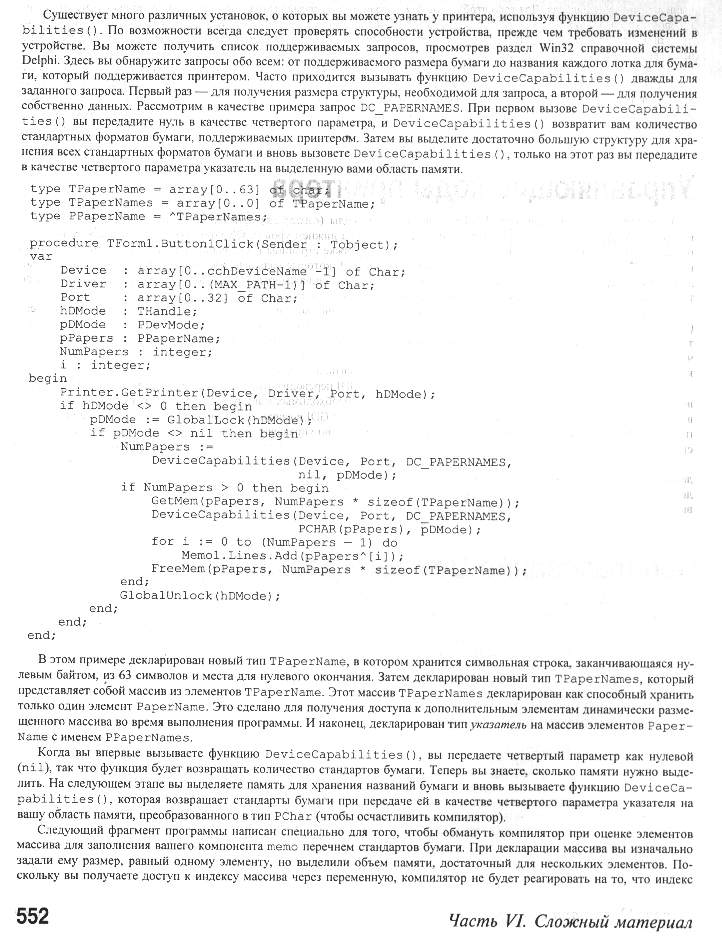 Существует много различных установок, о которых вы можете узнать у принтера, используя функцию DeviceCapa-
bilities(). По возможности всегда следует проверять способности устройства, прежде чем требовать изменений в
устройстве. Вы можете получить список поддерживаемых запросов, просмотрев раздел Win32 справочной системы
Delphi. Здесь вы обнаружите запросы обо всем: от поддерживаемого размера бумаги до названия каждого лотка для бума-
ги, который поддерживается принтером. Часто приходится вызывать функцию DeviceCapabilities() дважды для
заданного запроса. Первый раз — для получения размера структуры, необходимой для запроса, а второй — для получения
собственно данных. Рассмотрим в качестве примера запрос DC_PAPERNAMES. При первом вызове DeviceCapabili-
ties() вы передадите нуль в качестве четвертого параметра, и DeviceCapabilities() возвратит вам количество
стандартных форматов бумаги, поддерживаемых принтером. Затем вы выделите достаточно большую структуру для хра-
нения всех стандартных форматов бумаги и вновь вызовете DeviceCapabilities(), только на этот раз вы передадите
в качестве четвертого параметра указатель на выделенную вами область памяти.
type TPaperName = array[0..63] of char;
type TPaperNames = array[0..0] of TPaperName;
type PPaperName = ^TPaperNames;
procedure TForm1.Button1Click(Sender : Tobject);
var
Device : array[0..cchDeviceName -1] of Char;
Driver : array[0..(MAX_PATH-1)] of Char;
Port : array[0..32] of Char;
hDMode : THandle;
pDMode : PDevMode;
pPapers : PPaperName;
NumPapers : integer;
i : integer;
begin
Printer.GetPrinter(Device, Driver, Port, hDMode);
if hDMode <> 0 then begin
pDMode := GlobalLock(hDMode);
if pDMode <> nil then begin
NumPapers :=
DeviceCapabilities(Device, Port, DC_PAPERNAMES,
nil, pDMode);
if NumPapers > 0 then begin
GetMem(pPapers, NumPapers * sizeof(TPaperName));
DeviceCapabilities(Device, Port, DC_PAPERNAMES,
PCHAR(pPapers), pDMode);
for i := 0 to (NumPapers - 1) do
Memo1.Lines.Add(pPapers^[i]);
FreeMem(pPapers, NumPapers * sizeof(TPaperName));
end;
GlobalUnlock(hDMode);
end;
end;
end;
В этом примере декларирован новый тип TPaperName, в котором хранится символьная строка, заканчивающаяся ну-
левым байтом, из 63 символов и места для нулевого окончания. Затем декларирован новый тип TPaperNames, который
представляет собой массив из элементов TPaperName. Этот массив TPaperNames декларирован как способный хранить
только один элемент PaperName. Это сделано для получения доступа к дополнительным элементам динамически разме-
щенного массива во время выполнения программы. И наконец, декларирован тип указатель на массив элементов Paper-
Name с именем PPaperNames.
Когда вы впервые вызываете функцию DeviceCapabilities(), вы передаете четвертый параметр как нулевой
(nil), так что функция будет возвращать количество стандартов бумаги. Теперь вы знаете, сколько памяти нужно выде-
лить. На следующем этапе вы выделяете память для хранения названий бумаги и вновь вызываете функцию DeviceCa-
pabilities(), которая возвращает стандарты бумаги при передаче ей в качестве четвертого параметра указателя на
вашу область памяти, преобразованного в тип PChar (чтобы осчастливить компилятор).
Следующий фрагмент программы написан специально для того, чтобы обмануть компилятор при оценке элементов
массива для заполнения вашего компонента memo перечнем стандартов бумаги. При декларации массива вы изначально
задали ему размер, равный одному элементу, но выделили объем памяти, достаточный для нескольких элементов. По-
скольку вы получаете доступ к индексу массива через переменную, компилятор не будет реагировать на то, что индекс
552
Часть VI. Сложный материал